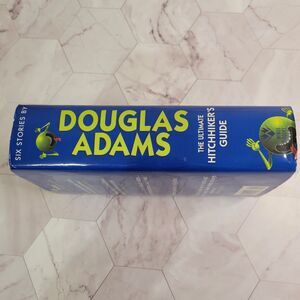 SIX STORIES BY
DOUGLAS
ADAMS
THE ULTIMATE
HITCHHIKER'S
GUIDE